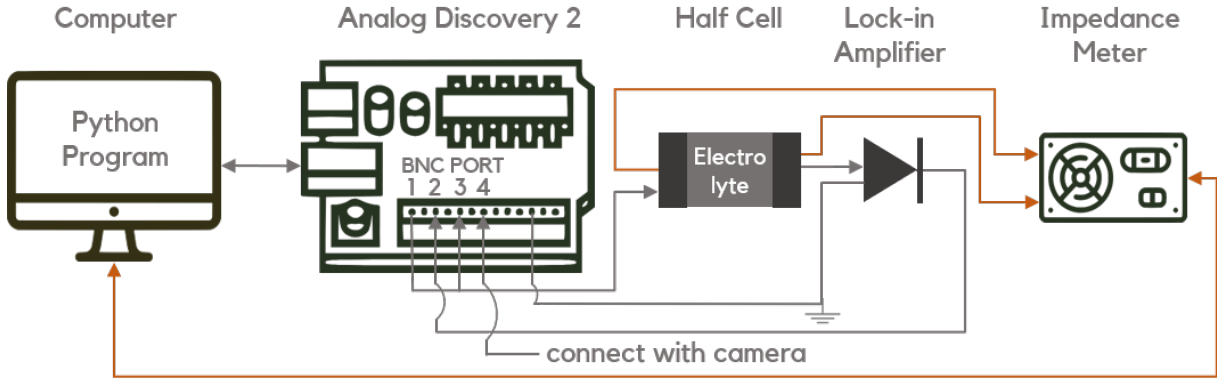 Computer
Analog Discovery 2
Half Cell
Lock-in
Amplifier
Impedance
Meter
Python
Program
BNC PORT
1 2 3 4
Electro
lyte
connect with camera